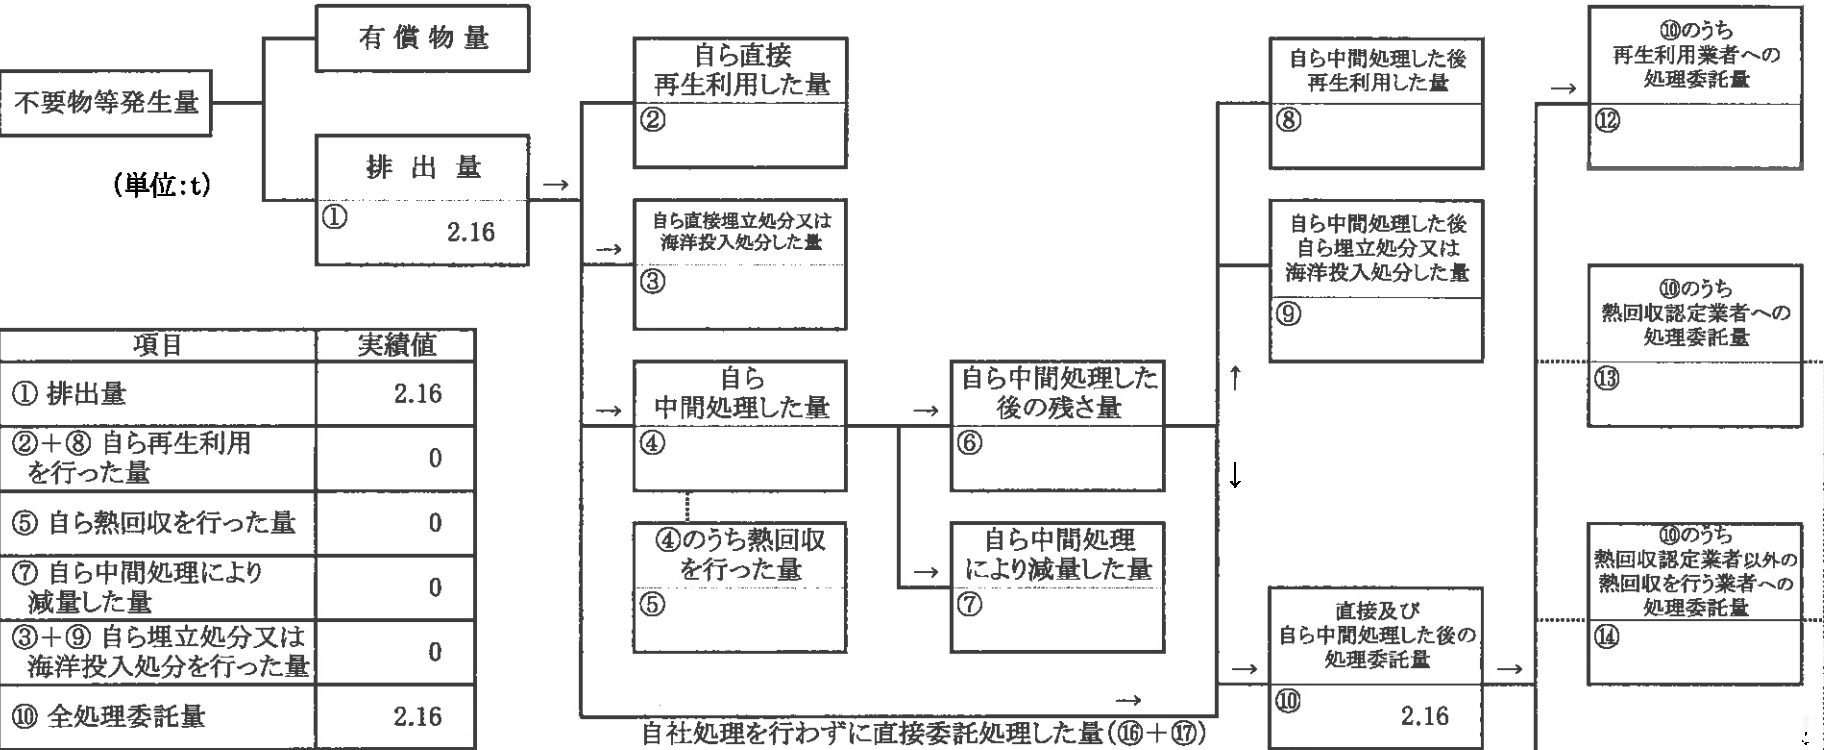 有償物量
不要物等発生量
(単位:t)
排出量
①
2.16
自ら直接
再生利用した量
②
自ら直接埋立処分又は
海洋投入処分した量
③
自ら
中間処理した量
④
④のうち熱回収
を行った量
⑤
自ら中間処理した
後の残さ量
⑥
自ら中間処理
により減量した量
⑦
自ら中間処理した後
再生利用した量
⑧
自ら中間処理した後
自ら埋立処分又は
海洋投入処分した量
⑨
直接及び
自ら中間処理した後の
処理委託量
⑩
2.16
自社処理を行わずに直接委託処理した量(⑯+⑰)
⑩のうち
再生利用業者への
処理委託量
⑫
⑩のうち
熱回収認定業者への
処理委託量
⑬
⑩のうち
熱回収認定業者以外の
熱回収を行う業者への
処理委託量
⑭
項目 実績値
① 排出量 2.16
②+⑧ 自ら再生利用
を行った量 0
⑤ 自ら熱回収を行った量 0
⑦ 自ら中間処理により
減量した量 0
③+⑨ 自ら埋立処分又は
海洋投入処分を行った量 0
⑩ 全処理委託量 2.16